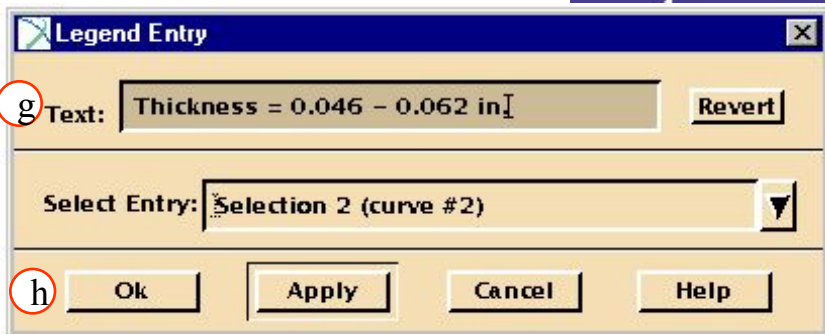 Legend Entry
g Text: Thickness = 0.046 – 0.062 in. Revert
Select Entry: Selection 2 (curve #2)
h Ok Apply Cancel Help